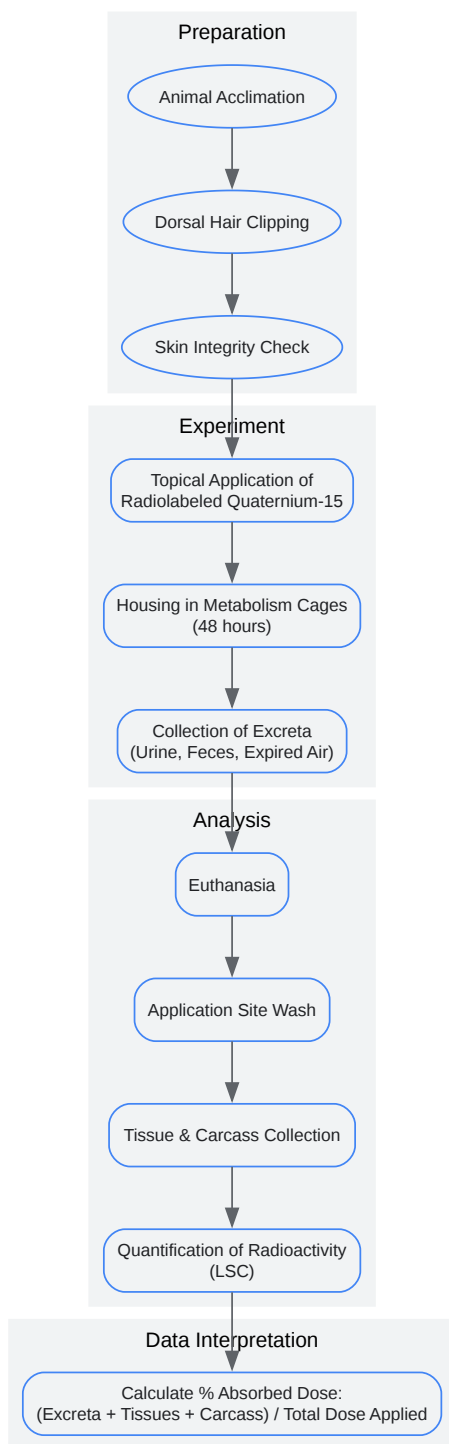 Preparation
Animal Acclimation
Dorsal Hair Clipping
Skin Integrity Check
Experiment
Topical Application of
Radiolabeled Quaternium-15
Housing in Metabolism Cages
(48 hours)
Collection of Excreta
(Urine, Feces, Expired Air)
Analysis
Euthanasia
Application Site Wash
Tissue & Carcass Collection
Quantification of Radioactivity
(LSC)
Data Interpretation
Calculate % Absorbed Dose:
(Excreta + Tissues + Carcass) / Total Dose Applied